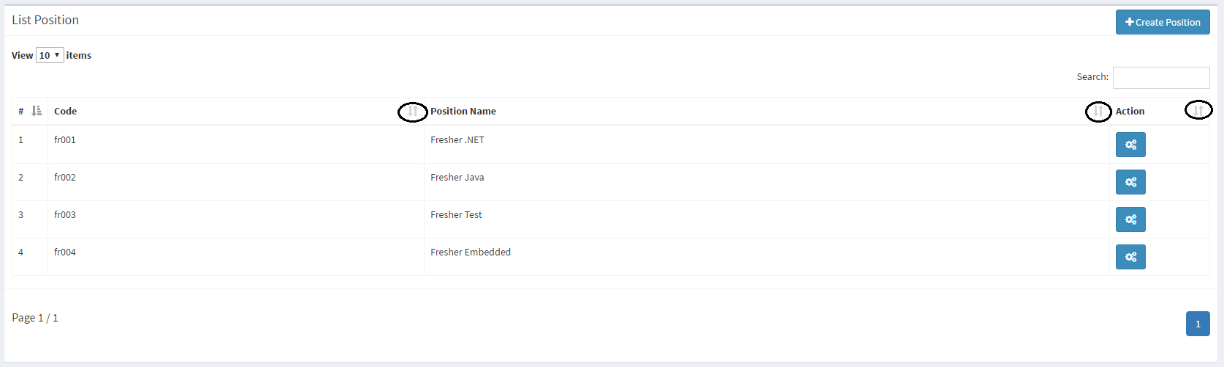 List Position
Create Position
View 10 items
Search:
# Code Position Name Action
1 fr001 Fresher .NET
2 fr002 Fresher Java
3 fr003 Fresher Test
4 fr004 Fresher Embedded
Page 1 / 1
1